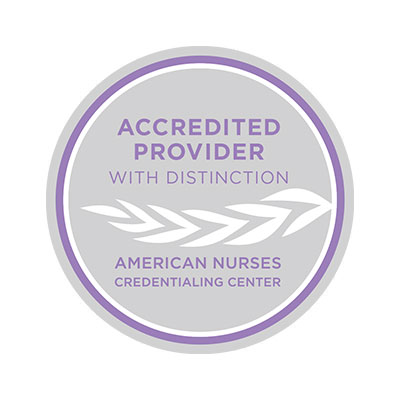 ACCREDITED
PROVIDER
WITH DISTINCTION
AMERICAN NURSES
CREDENTIALING CENTER